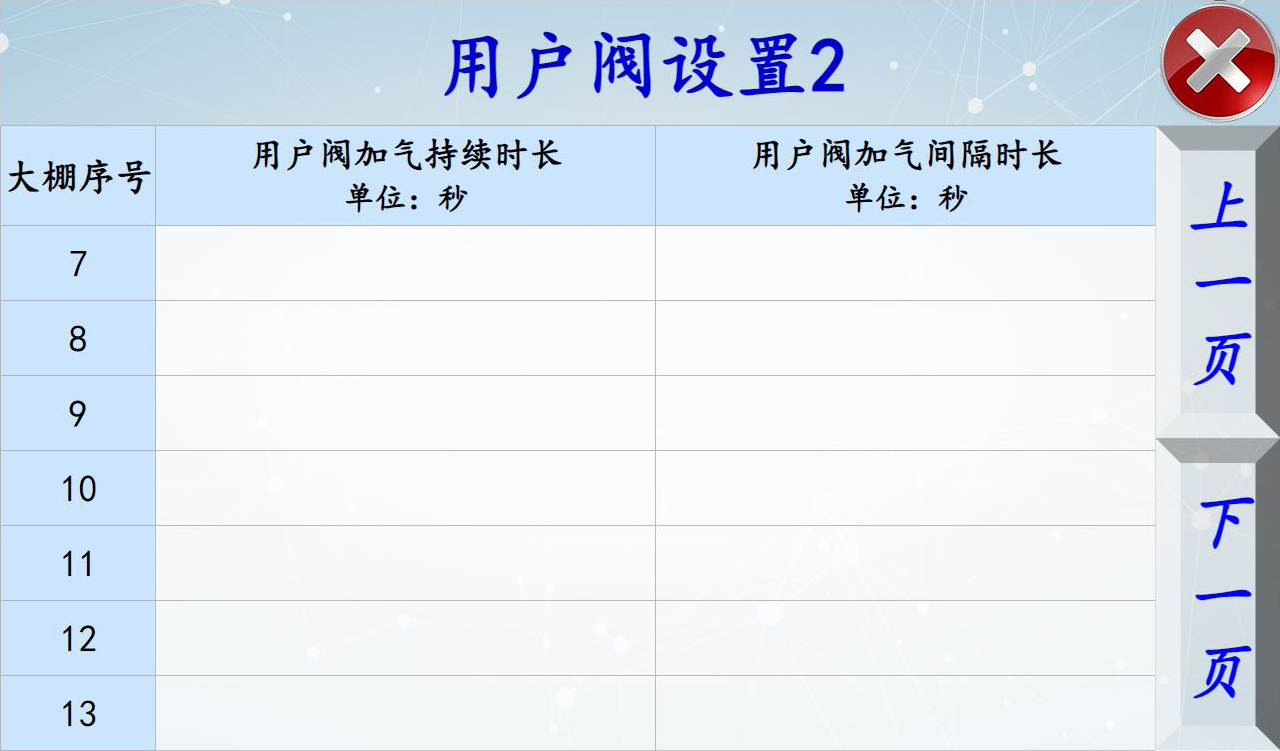 用户阀设置2
大棚序号
用户阀加气持续时长
单位：秒
用户阀加气间隔时长
单位：秒
7
8
9
10
11
12
13
上一页
下一页